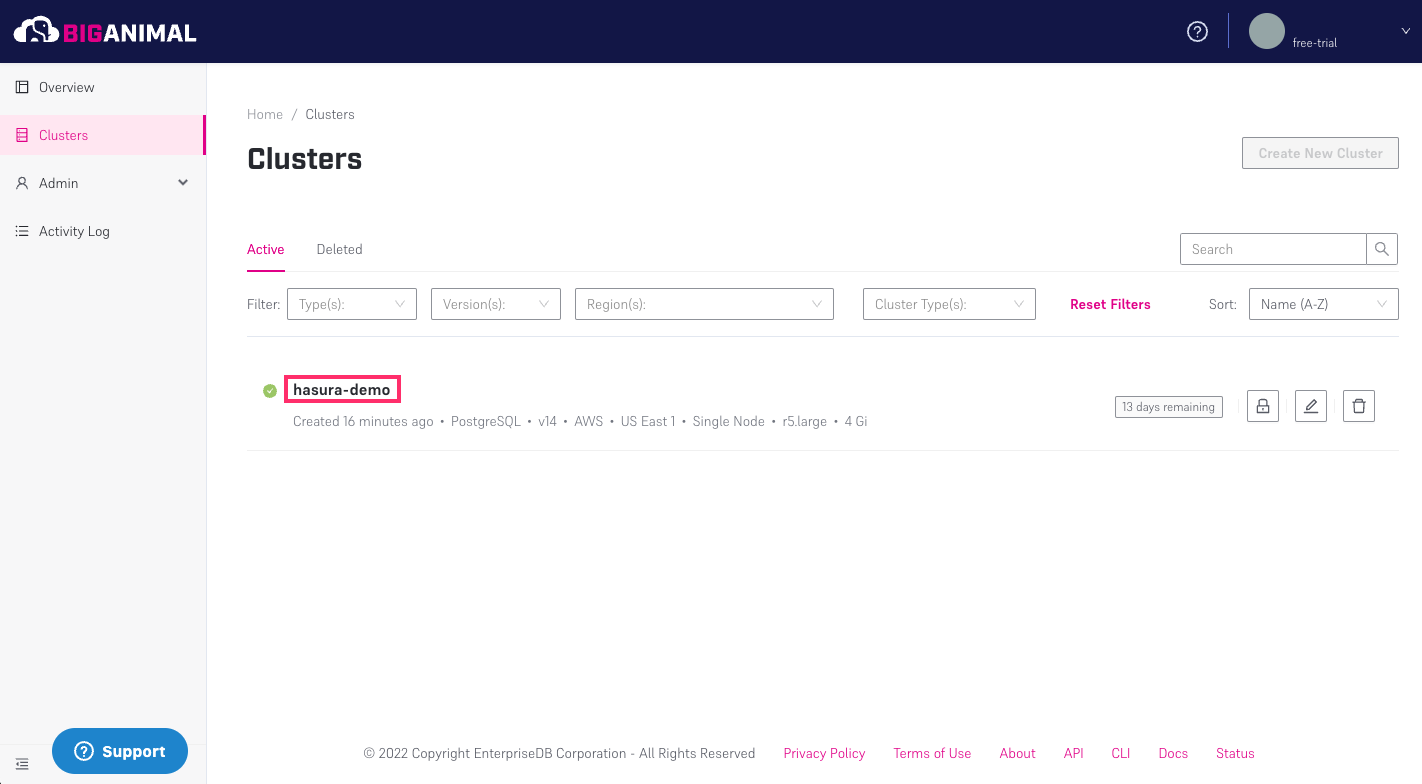 BIGANIMAL
free-trial
Overview
Clusters
Admin
Activity Log
Home / Clusters
Clusters
Create New Cluster
Active Deleted
Search
Filter: Type(s): Version(s): Region(s): Cluster Type(s): Reset Filters Sort: Name (A-Z)
hasura-demo
Created 16 minutes ago • PostgreSQL • v14 • AWS • US East 1 • Single Node • r5.large • 4 Gi
13 days remaining
Support
© 2022 Copyright EnterpriseDB Corporation - All Rights Reserved Privacy Policy Terms of Use About API CLI Docs Status